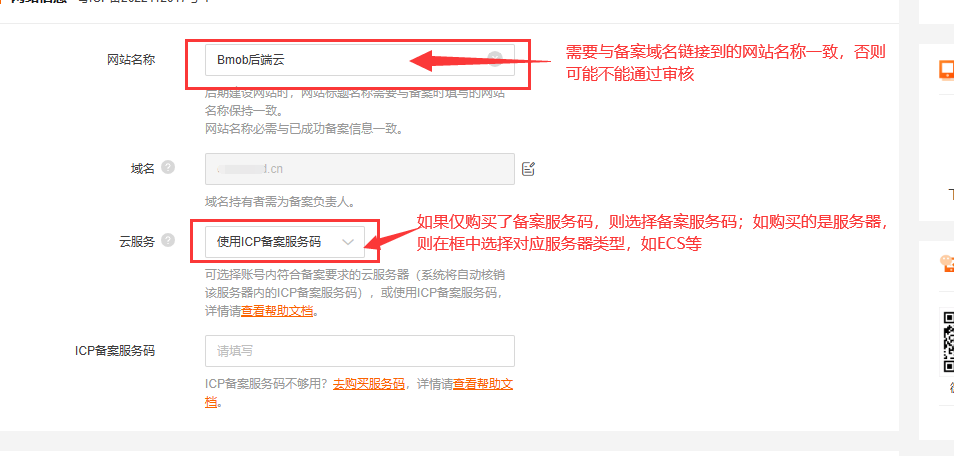 网站名称
Bmob后端云
需要与备案域名链接到的网站名称一致，否则
可能不能通过审核
后期建设网站时，网站标题名称需要与备案时填写的网站
名称保持一致。
网站名称必需与已成功备案信息一致。
域名
.cn
域名持有者需为备案负责人。
如果仅购买了备案服务码，则选择备案服务码；如购买的是服务器，
则在框中选择对应服务器类型，如ECS等
云服务
使用ICP备案服务码
可选择账号内符合备案要求的云服务器（系统将自动核销
该服务器内的ICP备案服务码），或使用ICP备案服务码，
详情请查看帮助文档。
ICP备案服务码
请填写
ICP备案服务码不够用？去购买服务码，详情请查看帮助文
档。